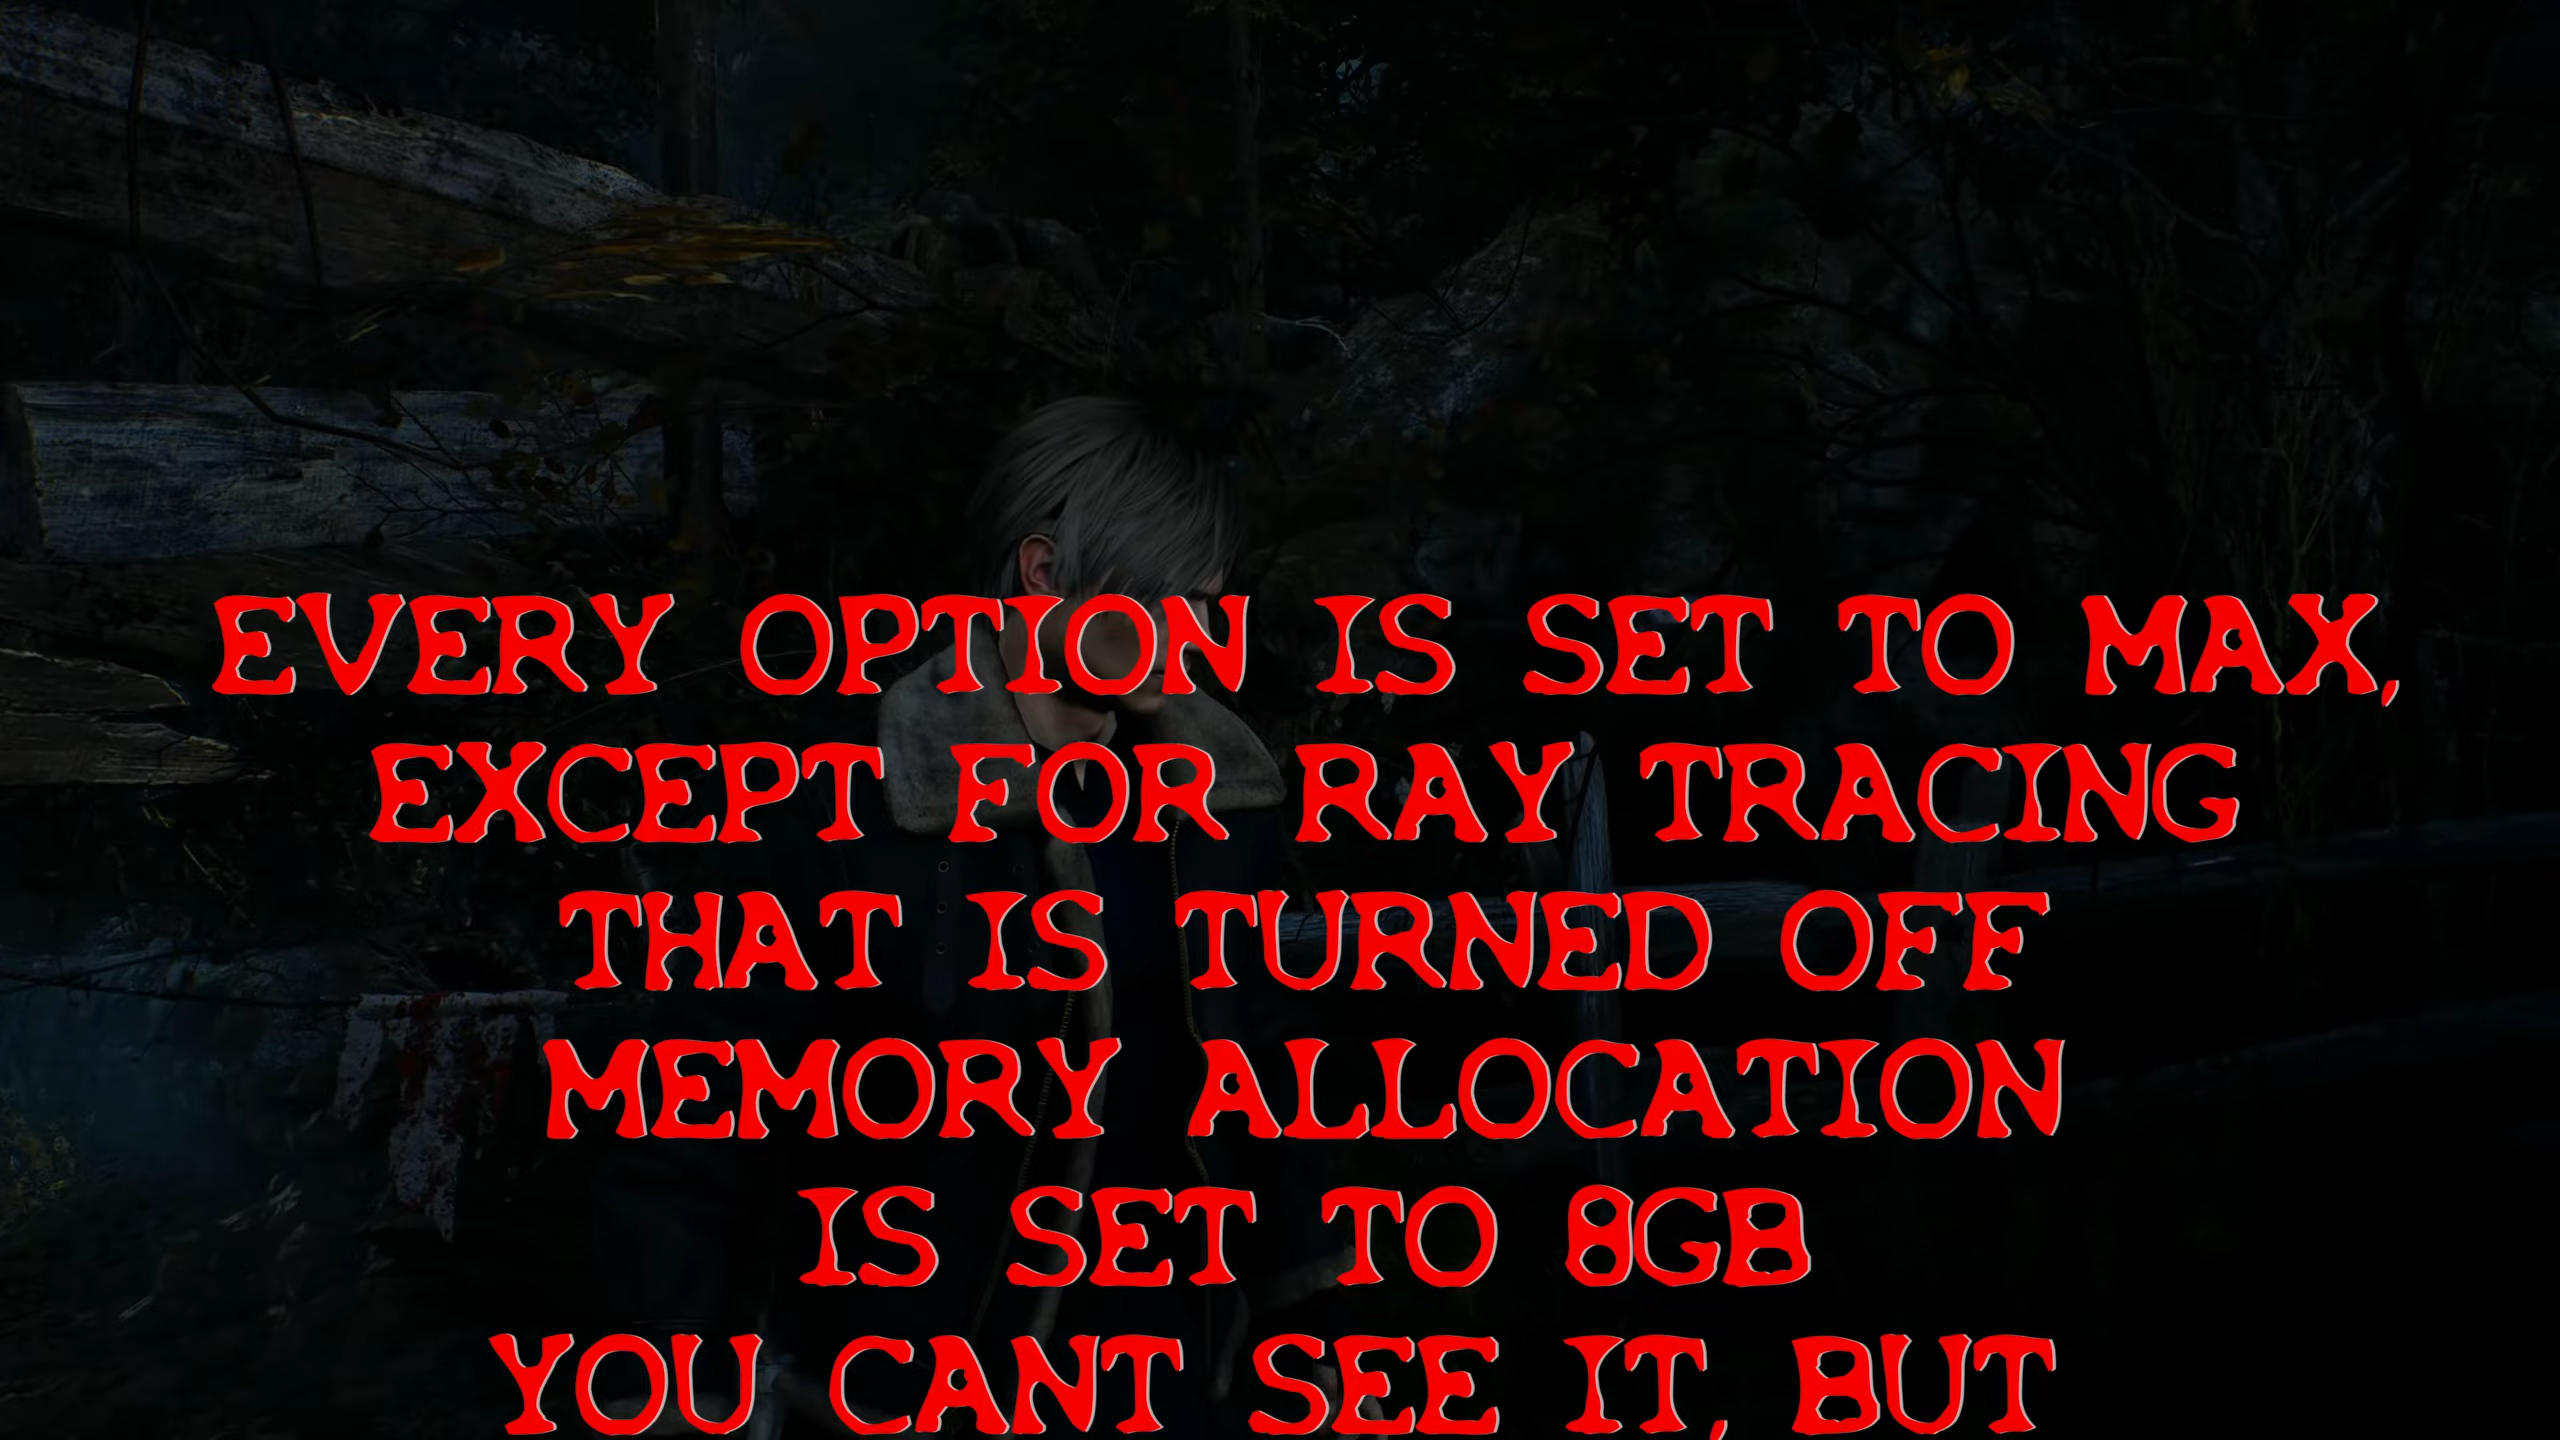 EVERY OPTION IS SET TO MAX,
EXCEPT FOR RAY TRACING
THAT IS TURNED OFF
MEMORY ALLOCATION
IS SET TO 8GB
YOU CANT SEE IT, BUT